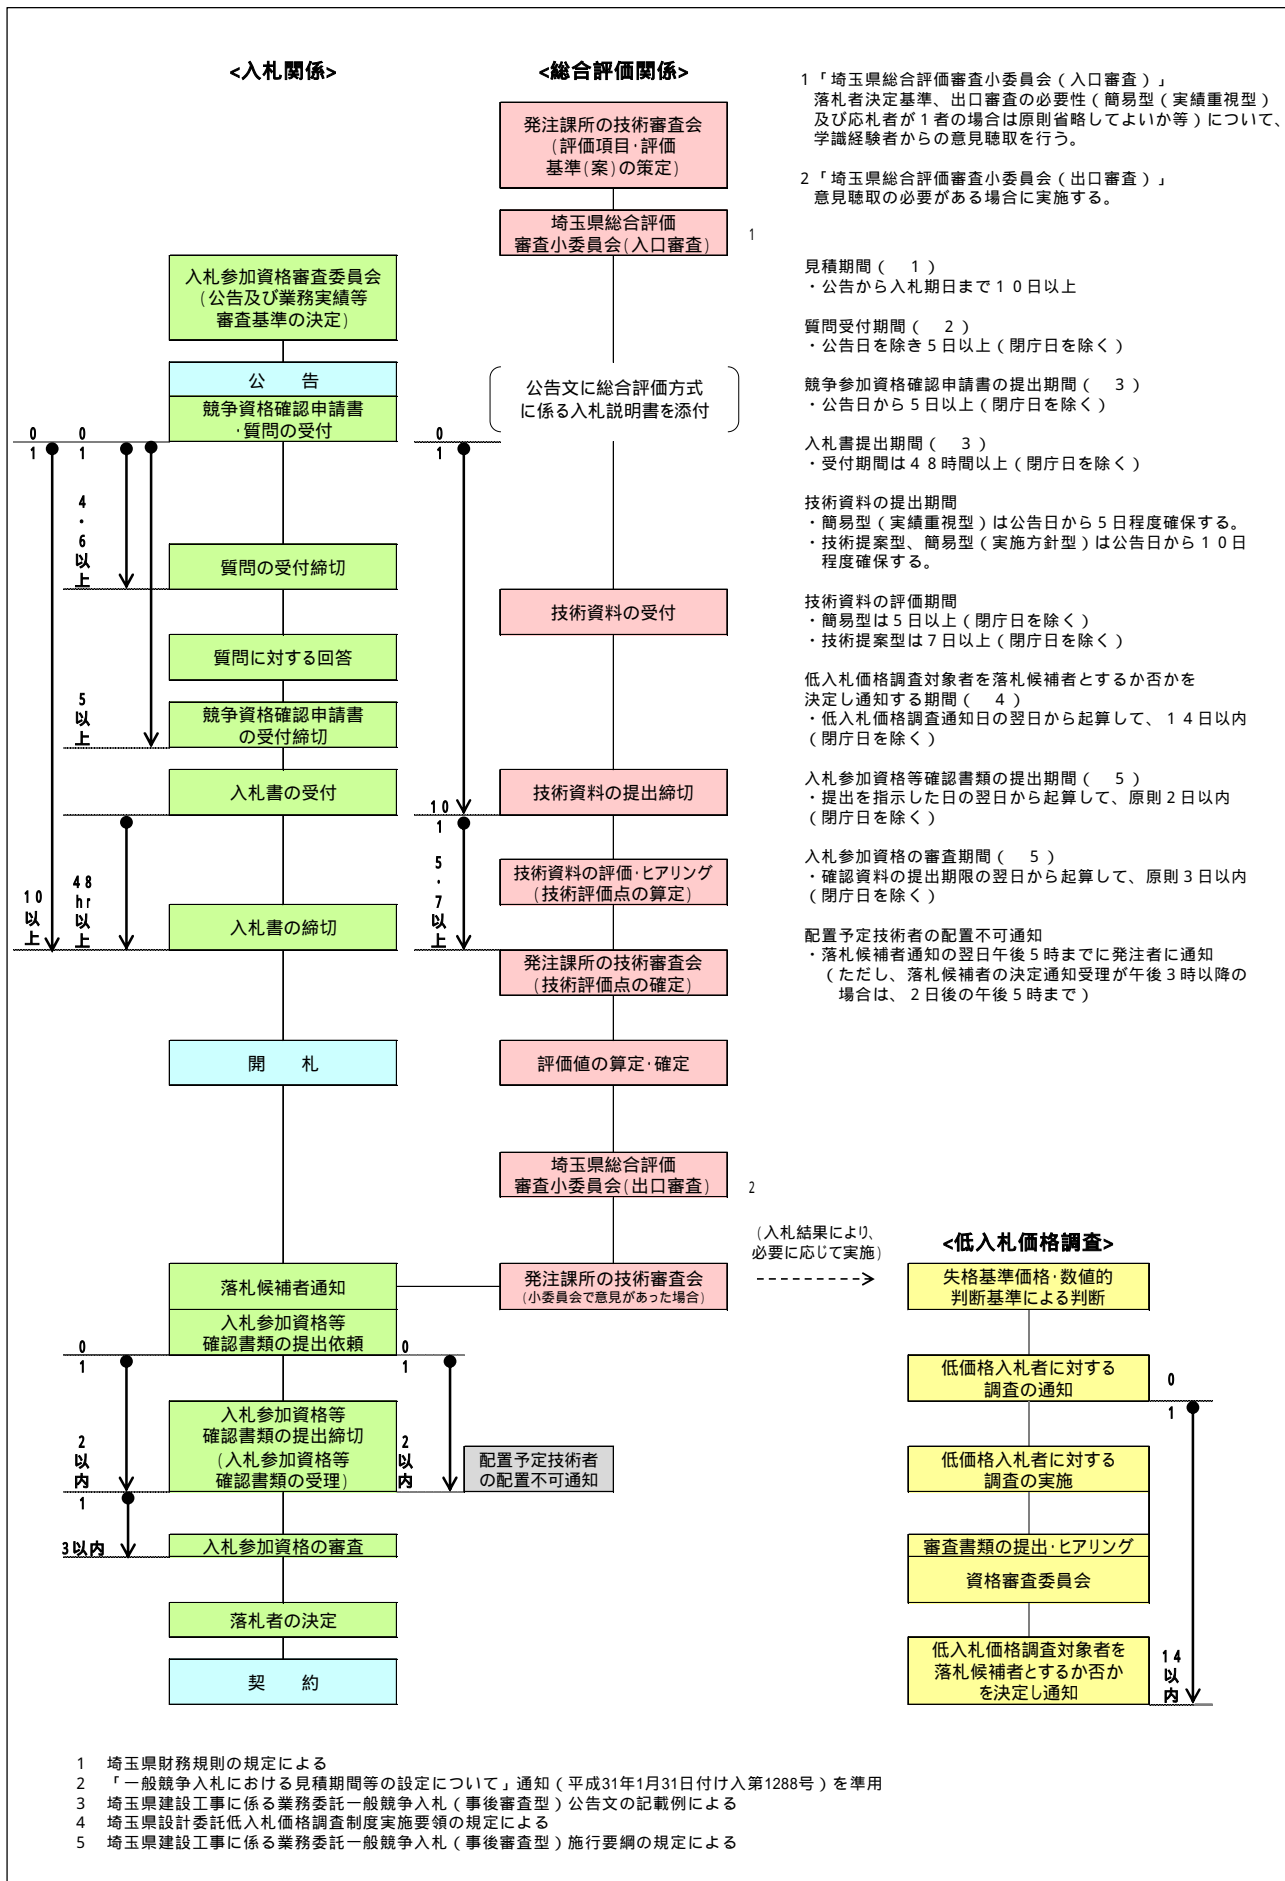 <入札関係>
<総合評価関係>
1「埼玉県総合評価審査小委員会(入口審査)」
落札者決定基準、出口審査の必要性(簡易型(実績重視型)
及び応札者が1者の場合は原則省略してよいか等)について、
学識経験者からの意見聴取を行う。
2「埼玉県総合評価審査小委員会(出口審査)」
意見聴取の必要がある場合に実施する。
発注課所の技術審査会
(評価項目・評価
基準(案)の策定)
埼玉県総合評価
審査小委員会(入口審査)
1
入札参加資格審査委員会
(公告及び業務実績等
審査基準の決定)
公 告
競争資格確認申請書
・質問の受付
公告文に総合評価方式
に係る入札説明書を添付
0
1
0
1
0
1
4・6以上
質問の受付締切
技術資料の受付
質問に対する回答
5以上
競争資格確認申請書
の受付締切
入札書の受付
技術資料の提出締切
10
1
5・7以上
技術資料の評価・ヒアリング
(技術評価点の算定)
10以上
48hr以上
入札書の締切
発注課所の技術審査会
(技術評価点の確定)
開 札
評価値の算定・確定
埼玉県総合評価
審査小委員会(出口審査)
2
見積期間( 1)
・公告から入札期日まで10日以上
質問受付期間( 2)
・公告日を除き5日以上(閉庁日を除く)
競争参加資格確認申請書の提出期間( 3)
・公告日から5日以上(閉庁日を除く)
入札書提出期間( 3)
・受付期間は48時間以上(閉庁日を除く)
技術資料の提出期間
・簡易型(実績重視型)は公告日から5日程度確保する。
・技術提案型、簡易型(実施方針型)は公告日から10日
程度確保する。
技術資料の評価期間
・簡易型は5日以上(閉庁日を除く)
・技術提案型は7日以上(閉庁日を除く)
低入札価格調査対象者を落札候補者とするか否かを
決定し通知する期間( 4)
・低入札価格調査通知日の翌日から起算して、14日以内
(閉庁日を除く)
入札参加資格等確認書類の提出期間( 5)
・提出を指示した日の翌日から起算して、原則2日以内
(閉庁日を除く)
入札参加資格の審査期間( 5)
・確認資料の提出期限の翌日から起算して、原則3日以内
(閉庁日を除く)
配置予定技術者の配置不可通知
・落札候補者通知の翌日午後5時までに発注者に通知
(ただし、落札候補者の決定通知受理が午後3時以降の
場合は、2日後の午後5時まで)
落札候補者通知
発注課所の技術審査会
(小委員会で意見があった場合)
(入札結果により、
必要に応じて実施)
<低入札価格調査>
失格基準価格・数値的
判断基準による判断
入札参加資格等
確認書類の提出依頼
0
1
0
1
低価格入札者に対する
調査の通知
0
1
2以内
入札参加資格等
確認書類の提出締切
(入札参加資格等
確認書類の受理)
2以内
配置予定技術者
の配置不可通知
低価格入札者に対する
調査の実施
1
3以内
入札参加資格の審査
審査書類の提出・ヒアリング
資格審査委員会
落札者の決定
低入札価格調査対象者を
落札候補者とするか否か
を決定し通知
14以内
契 約
1 埼玉県財務規則の規定による
2 「一般競争入札における見積期間等の設定について」通知(平成31年1月31日付け入第1288号)を準用
3 埼玉県建設工事に係る業務委託一般競争入札(事後審査型)公告文の記載例による
4 埼玉県設計委託低入札価格調査制度実施要領の規定による
5 埼玉県建設工事に係る業務委託一般競争入札(事後審査型)施行要綱の規定による